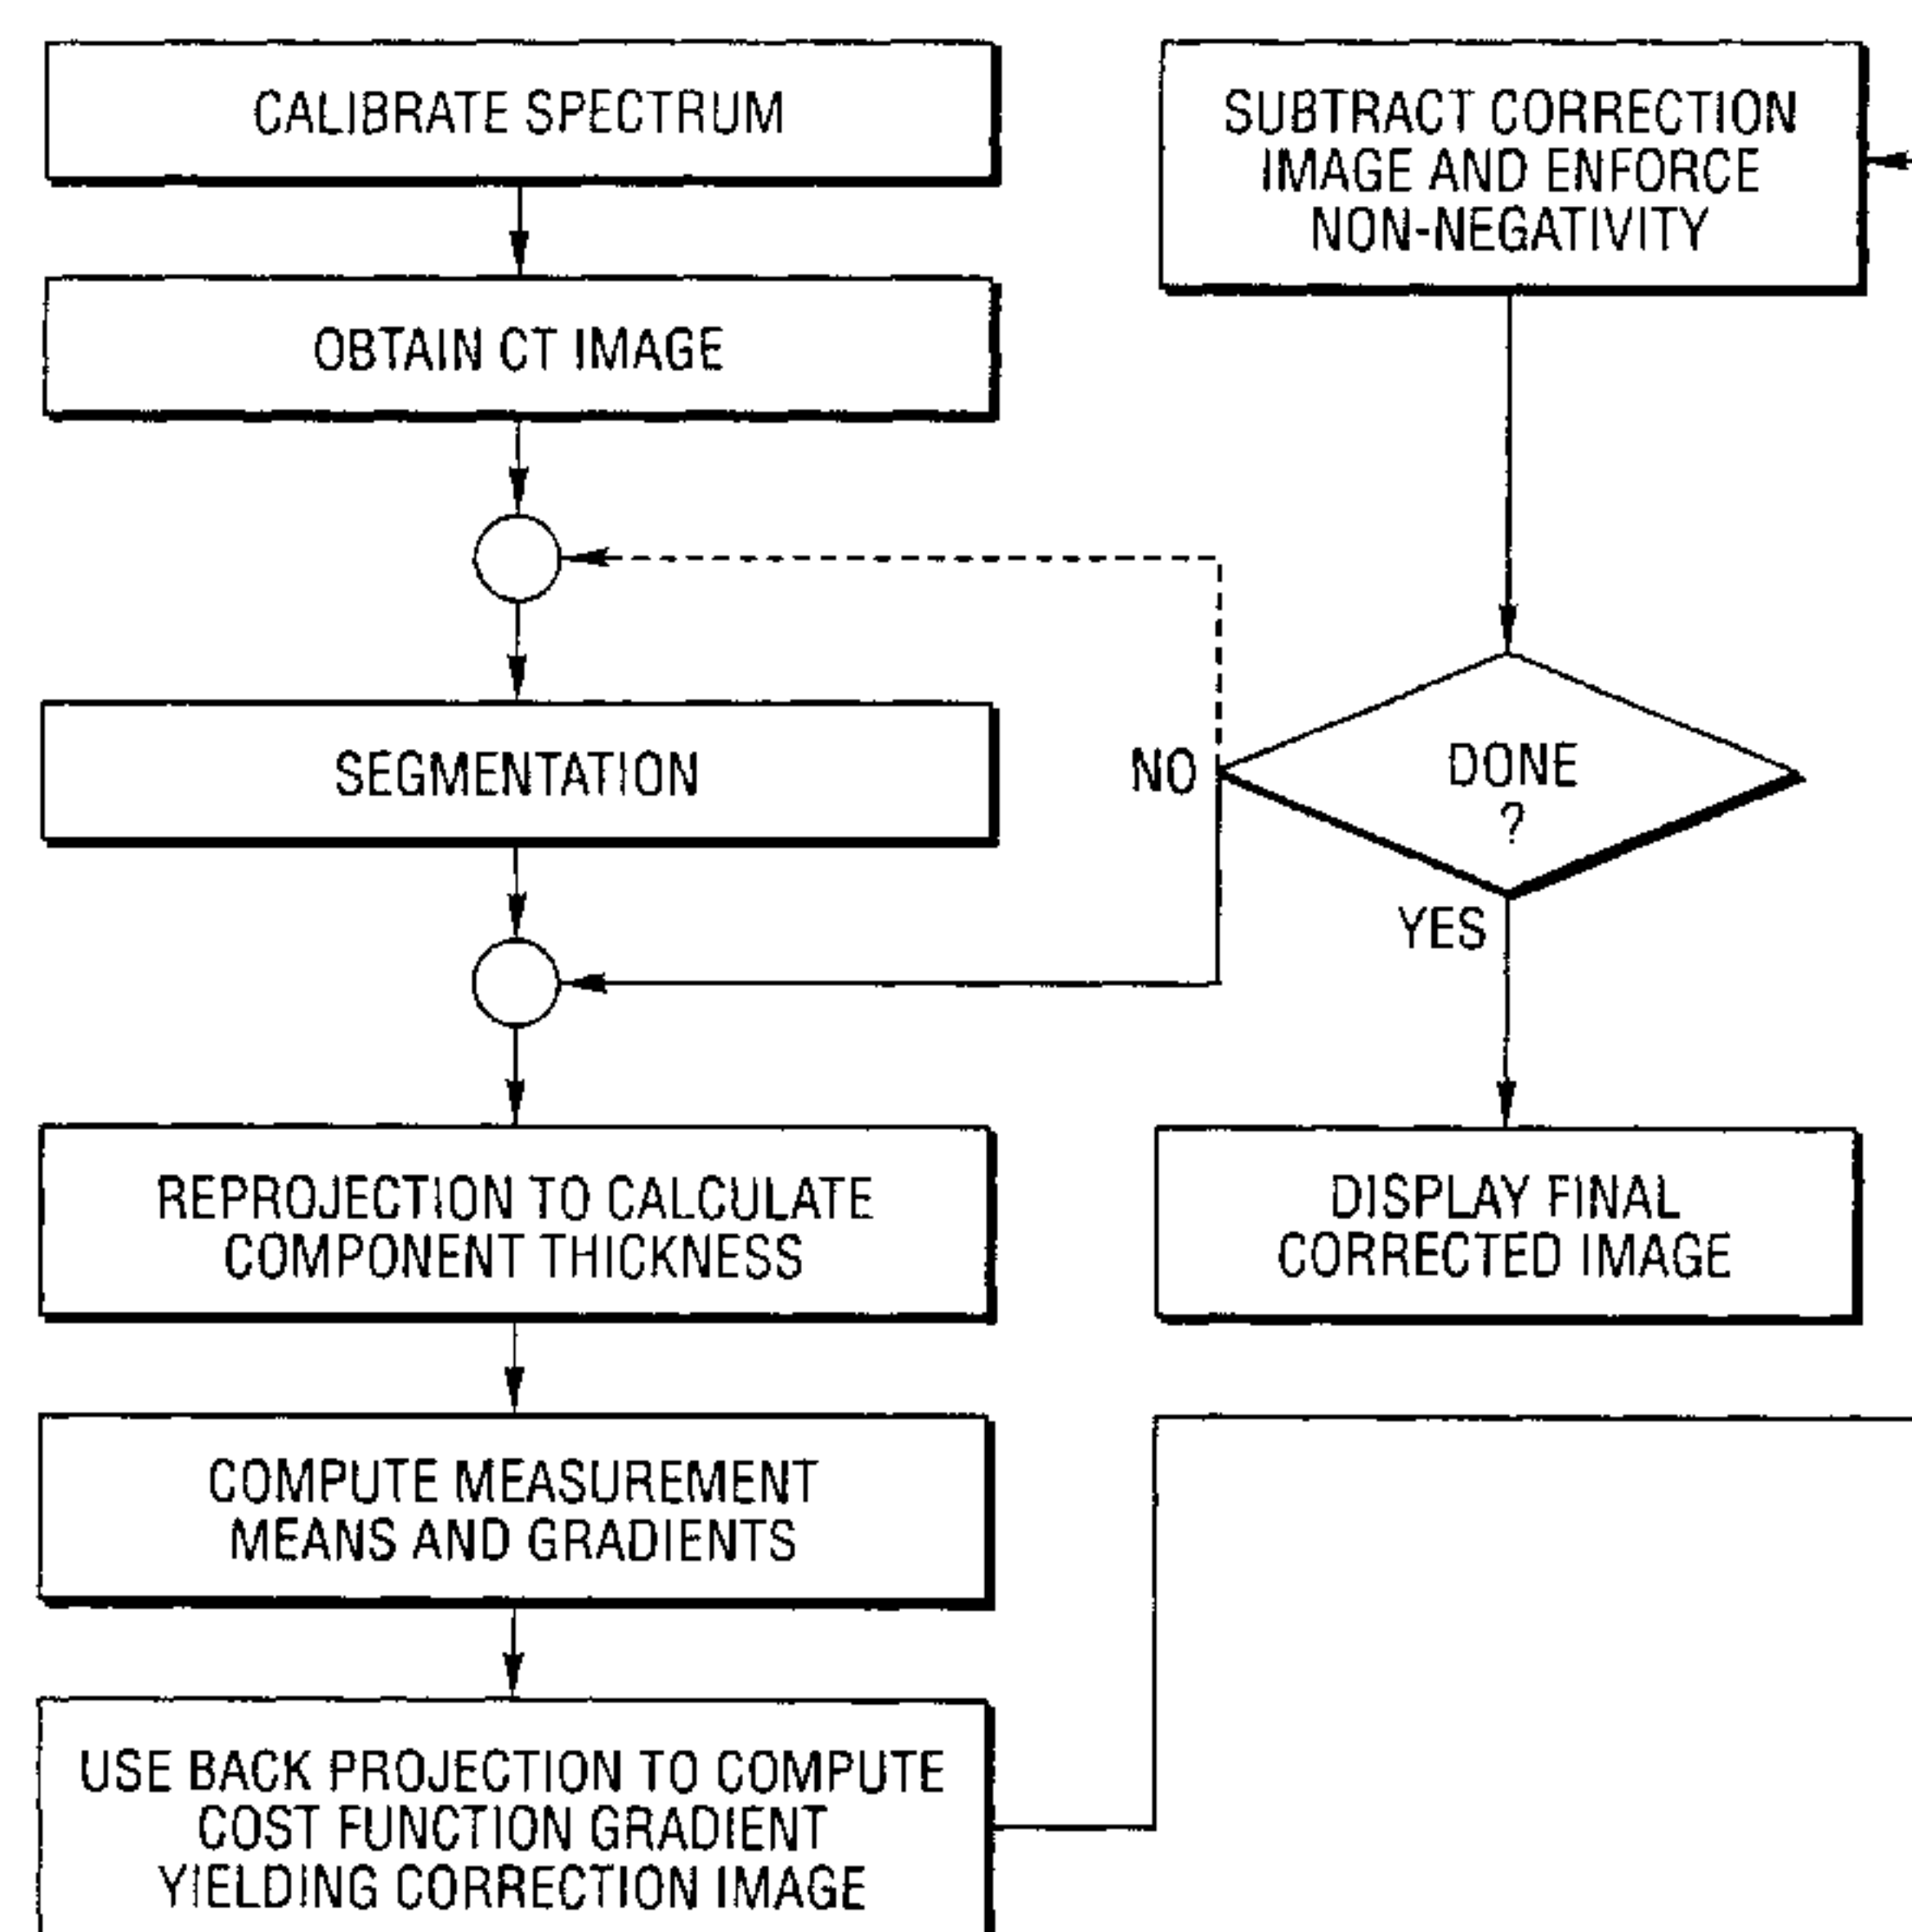 CALIBRATE SPECTRUM
OBTAIN CT IMAGE
SEGMENTATION
REPROJECTION TO CALCULATE
COMPONENT THICKNESS
COMPUTE MEASUREMENT
MEANS AND GRADIENTS
USE BACK PROJECTION TO COMPUTE
COST FUNCTION GRADIENT
YIELDING CORRECTION IMAGE
SUBTRACT CORRECTION
IMAGE AND ENFORCE
NON-NEGATIVITY
DONE
?
NO
YES
DISPLAY FINAL
CORRECTED IMAGE